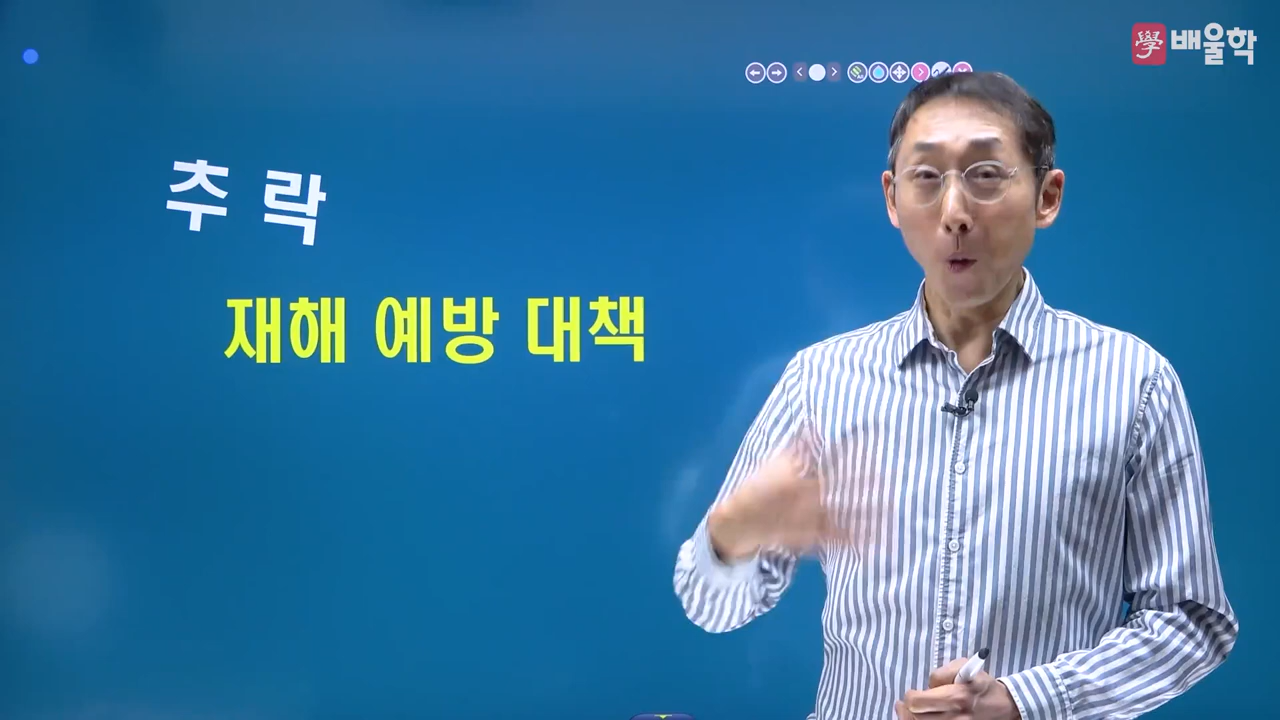 學 배울학
추 락
재해 예방 대책